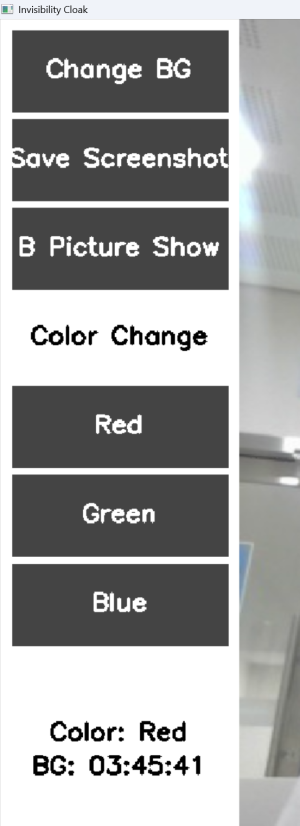 Invisibility Cloak
Change BG
Save Screenshot
B Picture Show
Color Change
Red
Green
Blue
Color: Red
BG: 03:45:41